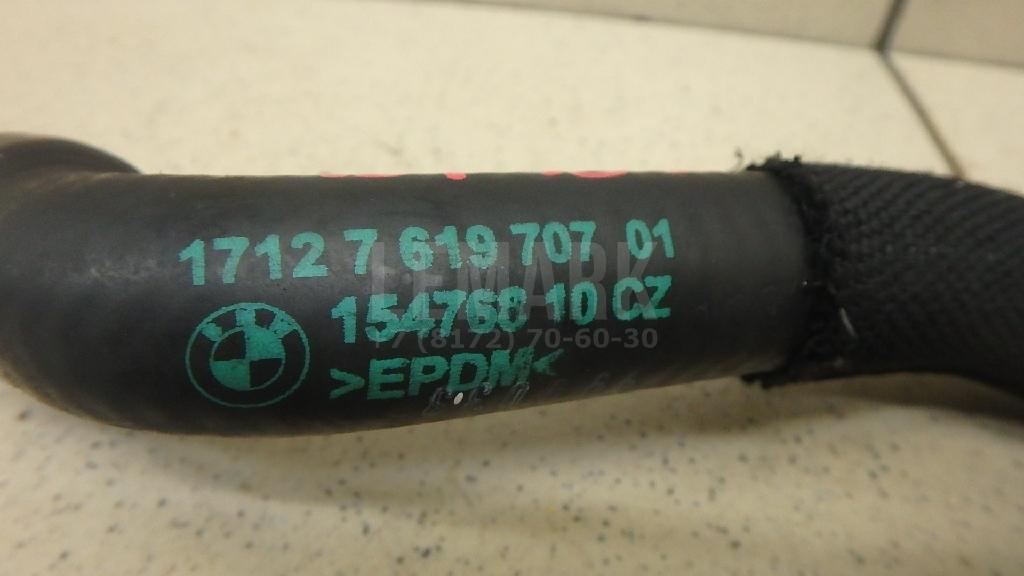 1712 7 619 707 01
LEMARK
154768 10 CZ
+7 (8172) 70-60-30
>EPDM<